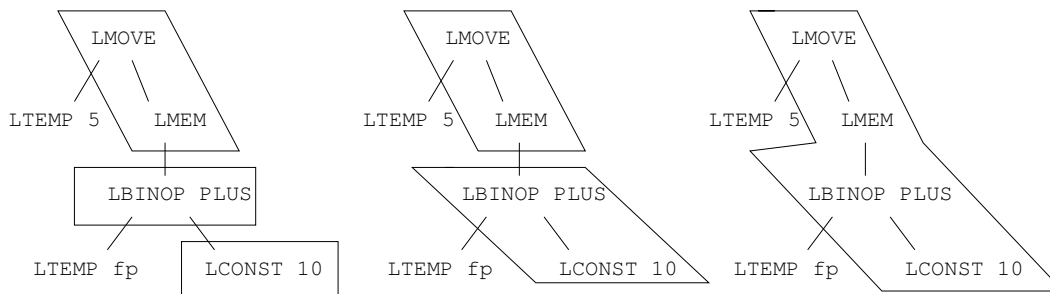 LMOVE LMOVE LMOVE
LTEMP 5 LMEM LTEMP 5 LMEM LTEMP 5 LMEM
LBINOP PLUS LBINOP PLUS LBINOP PLUS
LTEMP fp LCONST 10 LTEMP fp LCONST 10 LTEMP fp LCONST 10